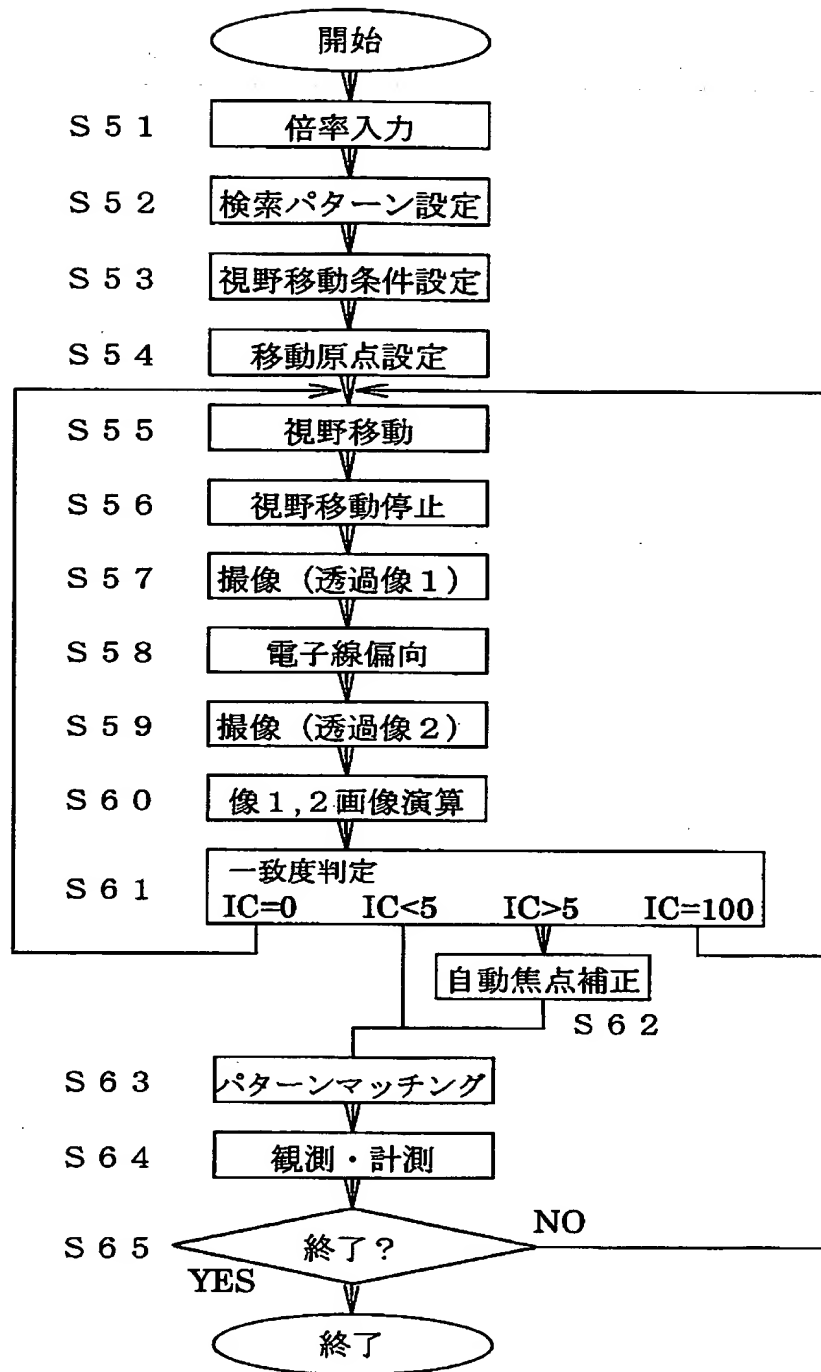 開始
S51 倍率入力
S52 検索パターン設定
S53 視野移動条件設定
S54 移動原点設定
S55 視野移動
S56 視野移動停止
S57 撮像（透過像1）
S58 電子線偏向
S59 撮像（透過像2）
S60 像1,2画像演算
一致度判定
S61
IC=0 IC<5 IC>5 IC=100
自動焦点補正
S62
S63 パターンマッチング
S64 観測・計測
NO
S65 終了?
YES
終了